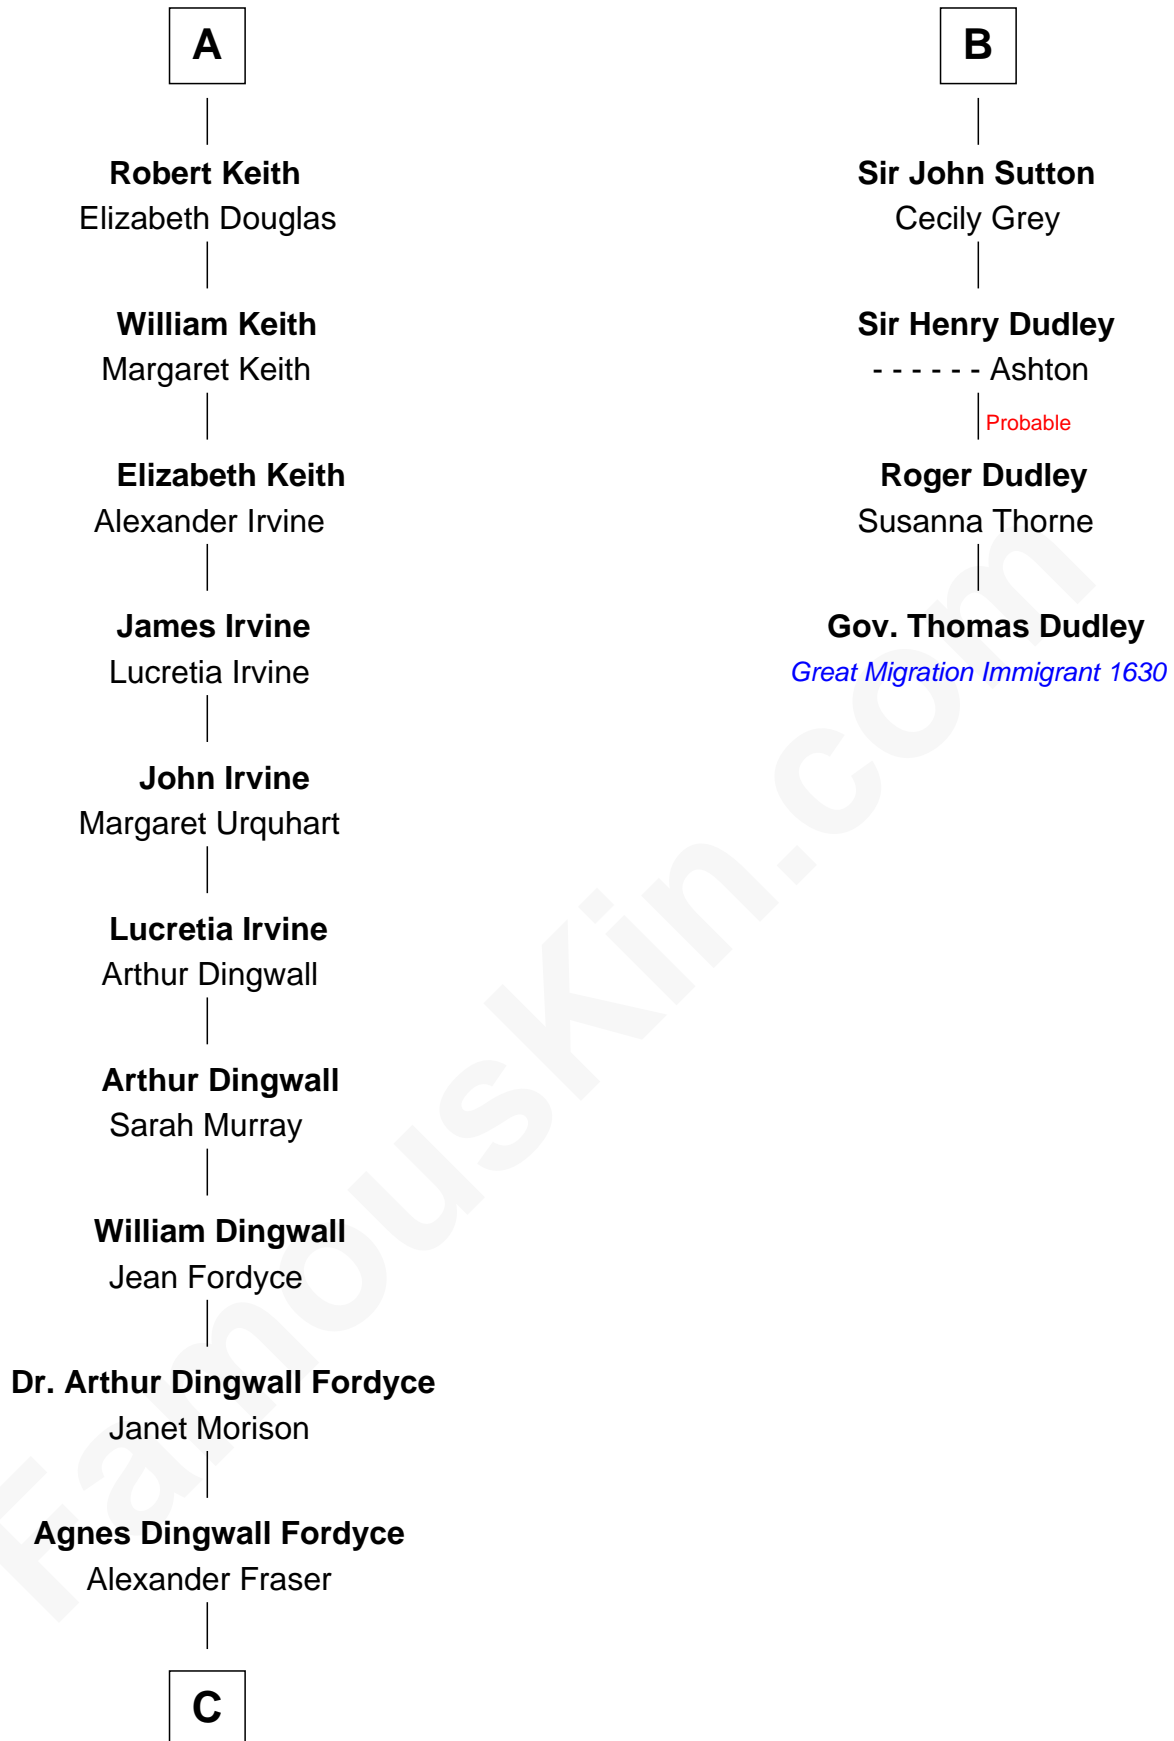 A
Robert Keith
Elizabeth Douglas
William Keith
Margaret Keith
Elizabeth Keith
Alexander Irvine
James Irvine
Lucretia Irvine
John Irvine
Margaret Urquhart
Lucretia Irvine
Arthur Dingwall
Arthur Dingwall
Sarah Murray
William Dingwall
Jean Fordyce
Dr. Arthur Dingwall Fordyce
Janet Morison
Agnes Dingwall Fordyce
Alexander Fraser
C
B
Sir John Sutton
Cecily Grey
Sir Henry Dudley
- - - - - - Ashton
Probable
Roger Dudley
Susanna Thorne
Gov. Thomas Dudley
Great Migration Immigrant 1630
FamousKin.com